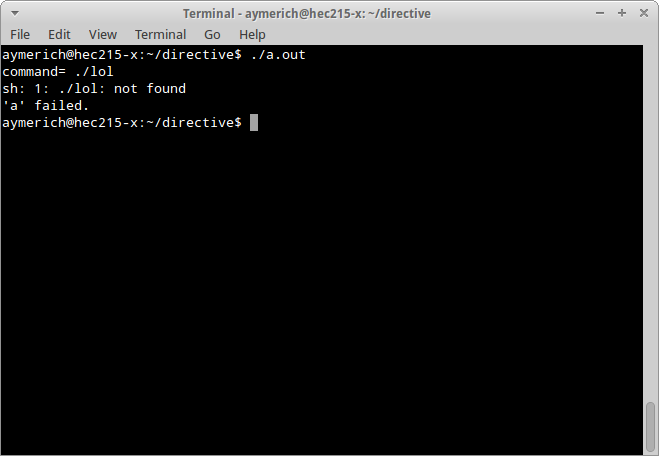 Terminal - aymerich@hec215-x: ~/directive
File Edit View Terminal Go Help
aymerich@hec215-x:~/directive$ ./a.out
command= ./lol
sh: 1: ./lol: not found
'a' failed.
aymerich@hec215-x:~/directive$